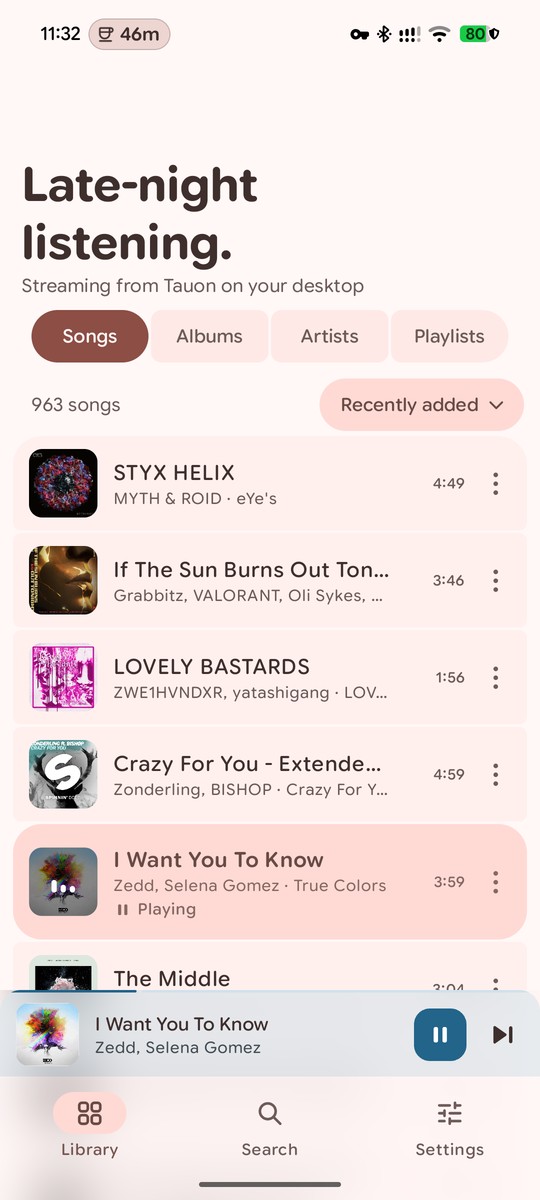 11:32 46m 80
Late-night
listening.
Streaming from Tauon on your desktop
Songs Albums Artists Playlists
963 songs Recently added
STYX HELIX
MYTH & ROID · eYe's
4:49
If The Sun Burns Out Ton...
Grabbitz, VALORANT, Oli Sykes, ...
3:46
LOVELY BASTARDS
ZWE1HVNDXR, yatashigang · LOV...
1:56
Crazy For You - Extende...
Zonderling, BISHOP · Crazy For Y...
4:59
I Want You To Know
Zedd, Selena Gomez · True Colors
Playing
3:59
The Middle
3:04
I Want You To Know
Zedd, Selena Gomez
Library Search Settings